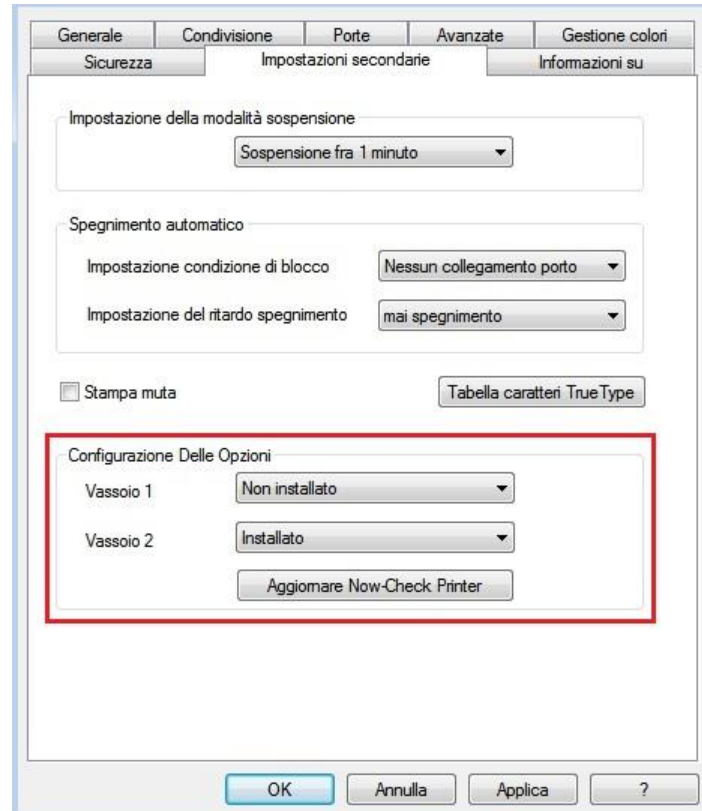 Generale Condivisione Porte Avanzate Gestione colori
Sicurezza Impostazioni secondarie Informazioni su
Impostazione della modalità sospensione
Sospensione fra 1 minuto
Spegnimento automatico
Impostazione condizione di blocco Nessun collegamento porto
Impostazione del ritardo spegnimento mai spegnimento
Stampa muta Tabella caratteri TrueType
Configurazione Delle Opzioni
Vassoio 1 Non installato
Vassoio 2 Installato
Aggiornare Now-Check Printer
OK Annulla Applica ?